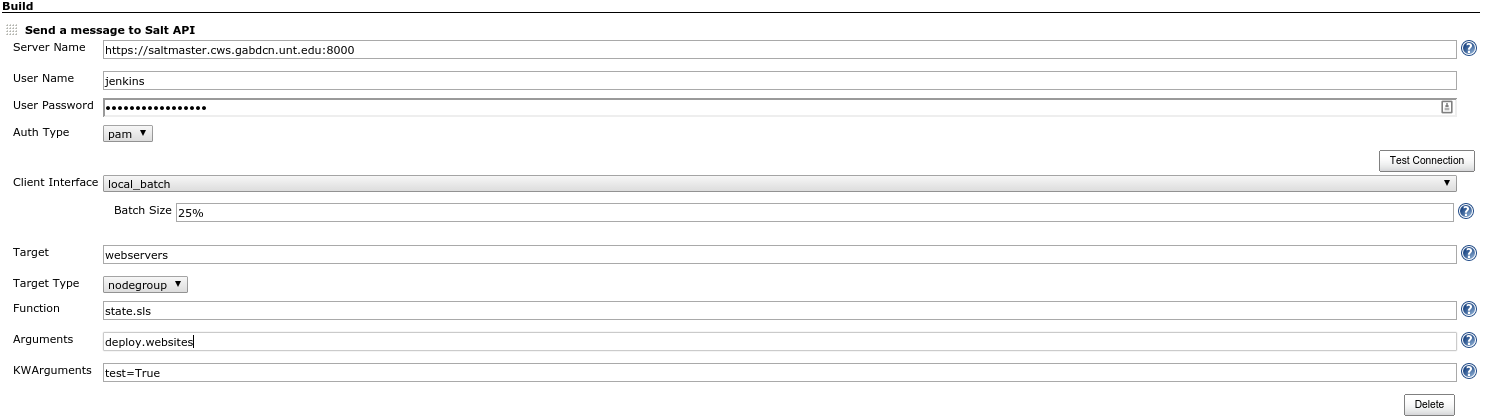 Build
Send a message to Salt API
Server Name https://saltmaster.cws.gabdcn.unt.edu:8000 ?
User Name jenkins
User Password •••••••••••••••••
Auth Type pam ▼
Test Connection
Client Interface local_batch ▼
Batch Size 25% ?
Target webservers ?
Target Type nodegroup ▼
Function state.sls ?
Arguments deploy.websites ?
KWArguments test=True ?
Delete